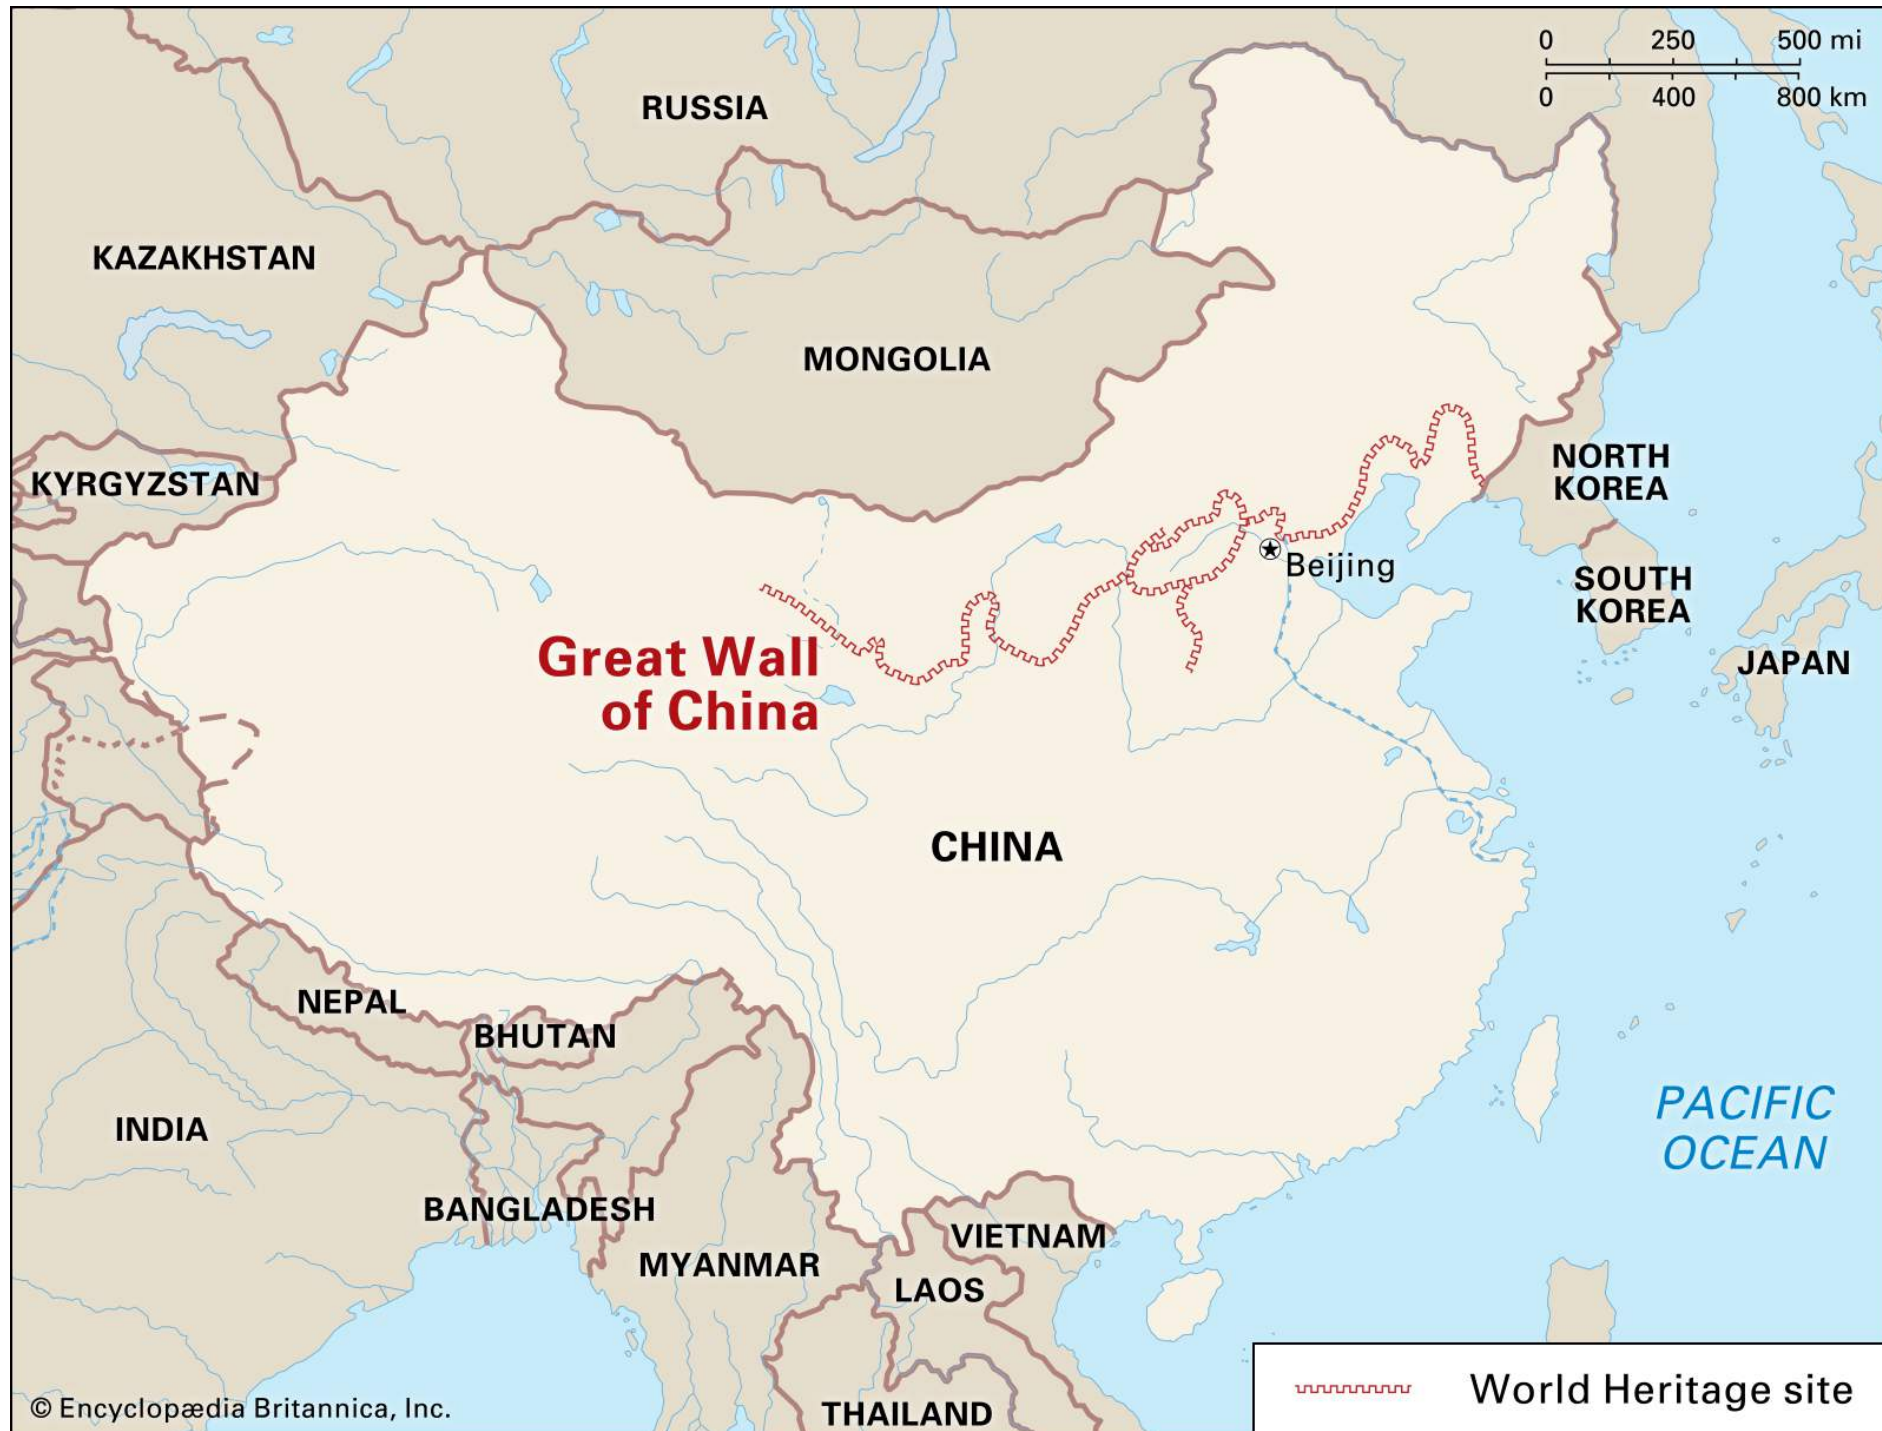 0 250 500 mi
0 400 800 km
RUSSIA
KAZAKHSTAN
MONGOLIA
KYRGYZSTAN
NORTH
KOREA
Beijing
SOUTH
KOREA
JAPAN
Great Wall
of China
CHINA
NEPAL
BHUTAN
INDIA
PACIFIC
OCEAN
BANGLADESH
MYANMAR
VIETNAM
LAOS
THAILAND
World Heritage site
© Encyclopædia Britannica, Inc.